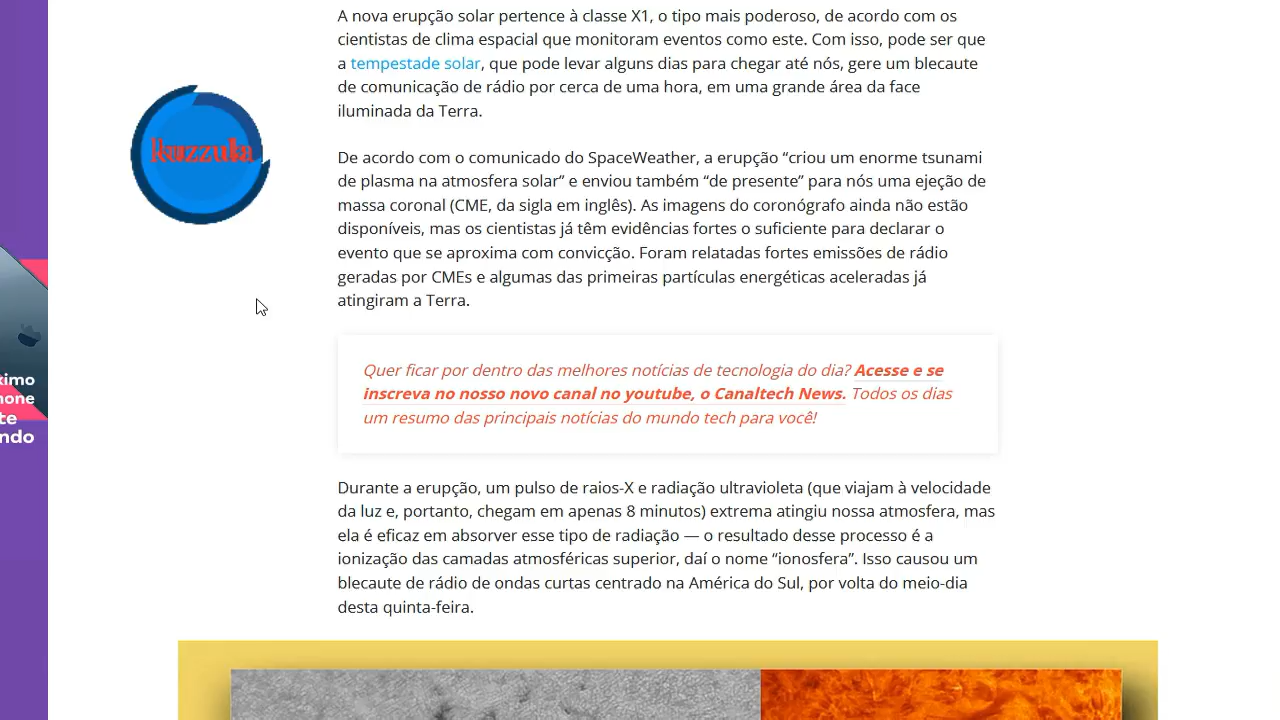 A nova erupção solar pertence à classe X1, o tipo mais poderoso, de acordo com os
cientistas de clima espacial que monitoram eventos como este. Com isso, pode ser que
a tempestade solar, que pode levar alguns dias para chegar até nós, gere um blecaute
de comunicação de rádio por cerca de uma hora, em uma grande área da face
iluminada da Terra.
Ruzzula
De acordo com o comunicado do SpaceWeather, a erupção “criou um enorme tsunami
de plasma na atmosfera solar” e enviou também “de presente” para nós uma ejeção de
massa coronal (CME, da sigla em inglês). As imagens do coronógrafo ainda não estão
disponíveis, mas os cientistas já têm evidências fortes o suficiente para declarar o
evento que se aproxima com convicção. Foram relatadas fortes emissões de rádio
geradas por CMEs e algumas das primeiras partículas energéticas aceleradas já
atingiram a Terra.
Quer ficar por dentro das melhores notícias de tecnologia do dia? Acesse e se
inscreva no nosso novo canal no youtube, o Canaltech News. Todos os dias
um resumo das principais notícias do mundo tech para você!
ximo
hone
te
ndo
Durante a erupção, um pulso de raios-X e radiação ultravioleta (que viajam à velocidade
da luz e, portanto, chegam em apenas 8 minutos) extrema atingiu nossa atmosfera, mas
ela é eficaz em absorver esse tipo de radiação — o resultado desse processo é a
ionização das camadas atmosféricas superior, daí o nome “ionosfera”. Isso causou um
blecaute de rádio de ondas curtas centrado na América do Sul, por volta do meio-dia
desta quinta-feira.